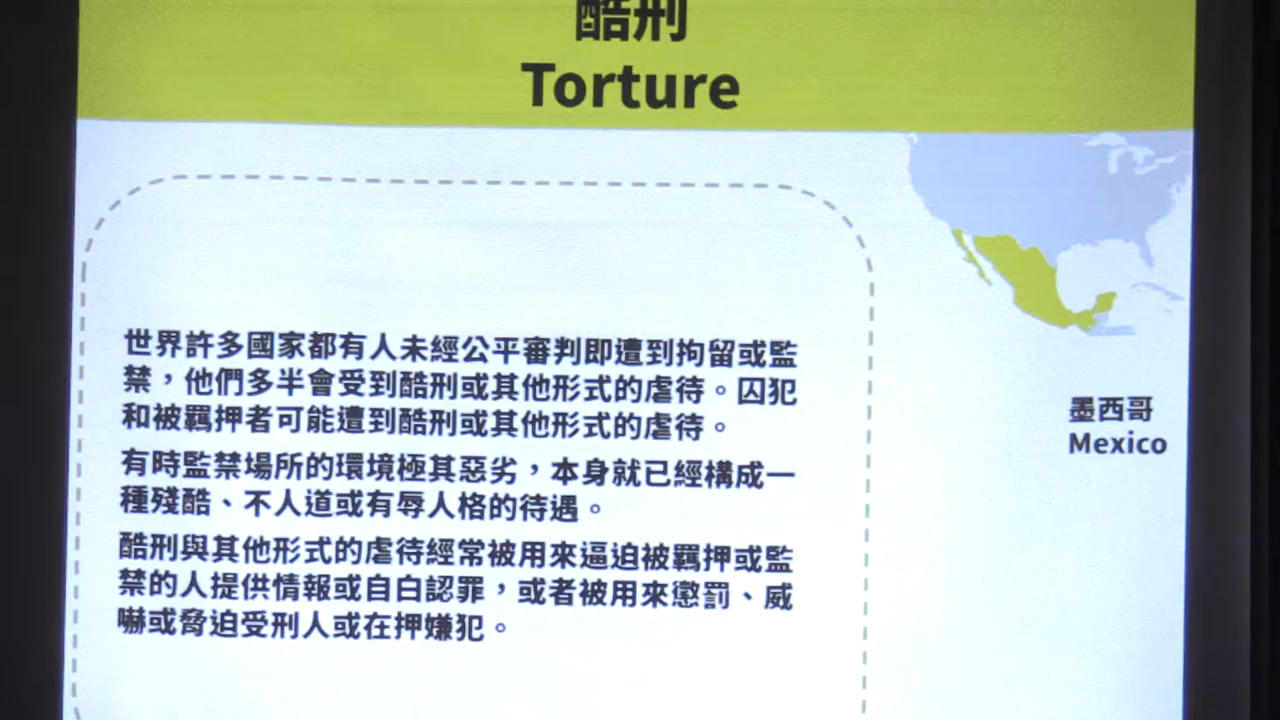 酷刑
Torture
世界許多國家都有人未經公平審判即遭到拘留或監
禁，他們多半會受到酷刑或其他形式的虐待。囚犯
和被羈押者可能遭到酷刑或其他形式的虐待。
有時監禁場所的環境極其惡劣，本身就已經構成一
種殘酷、不人道或有辱人格的待遇。
酷刑與其他形式的虐待經常被用來逼迫被羈押或監
禁的人提供情報或自白認罪，或者被用來懲罰、威
嚇或脅迫受刑人或在押嫌犯。
墨西哥
Mexico